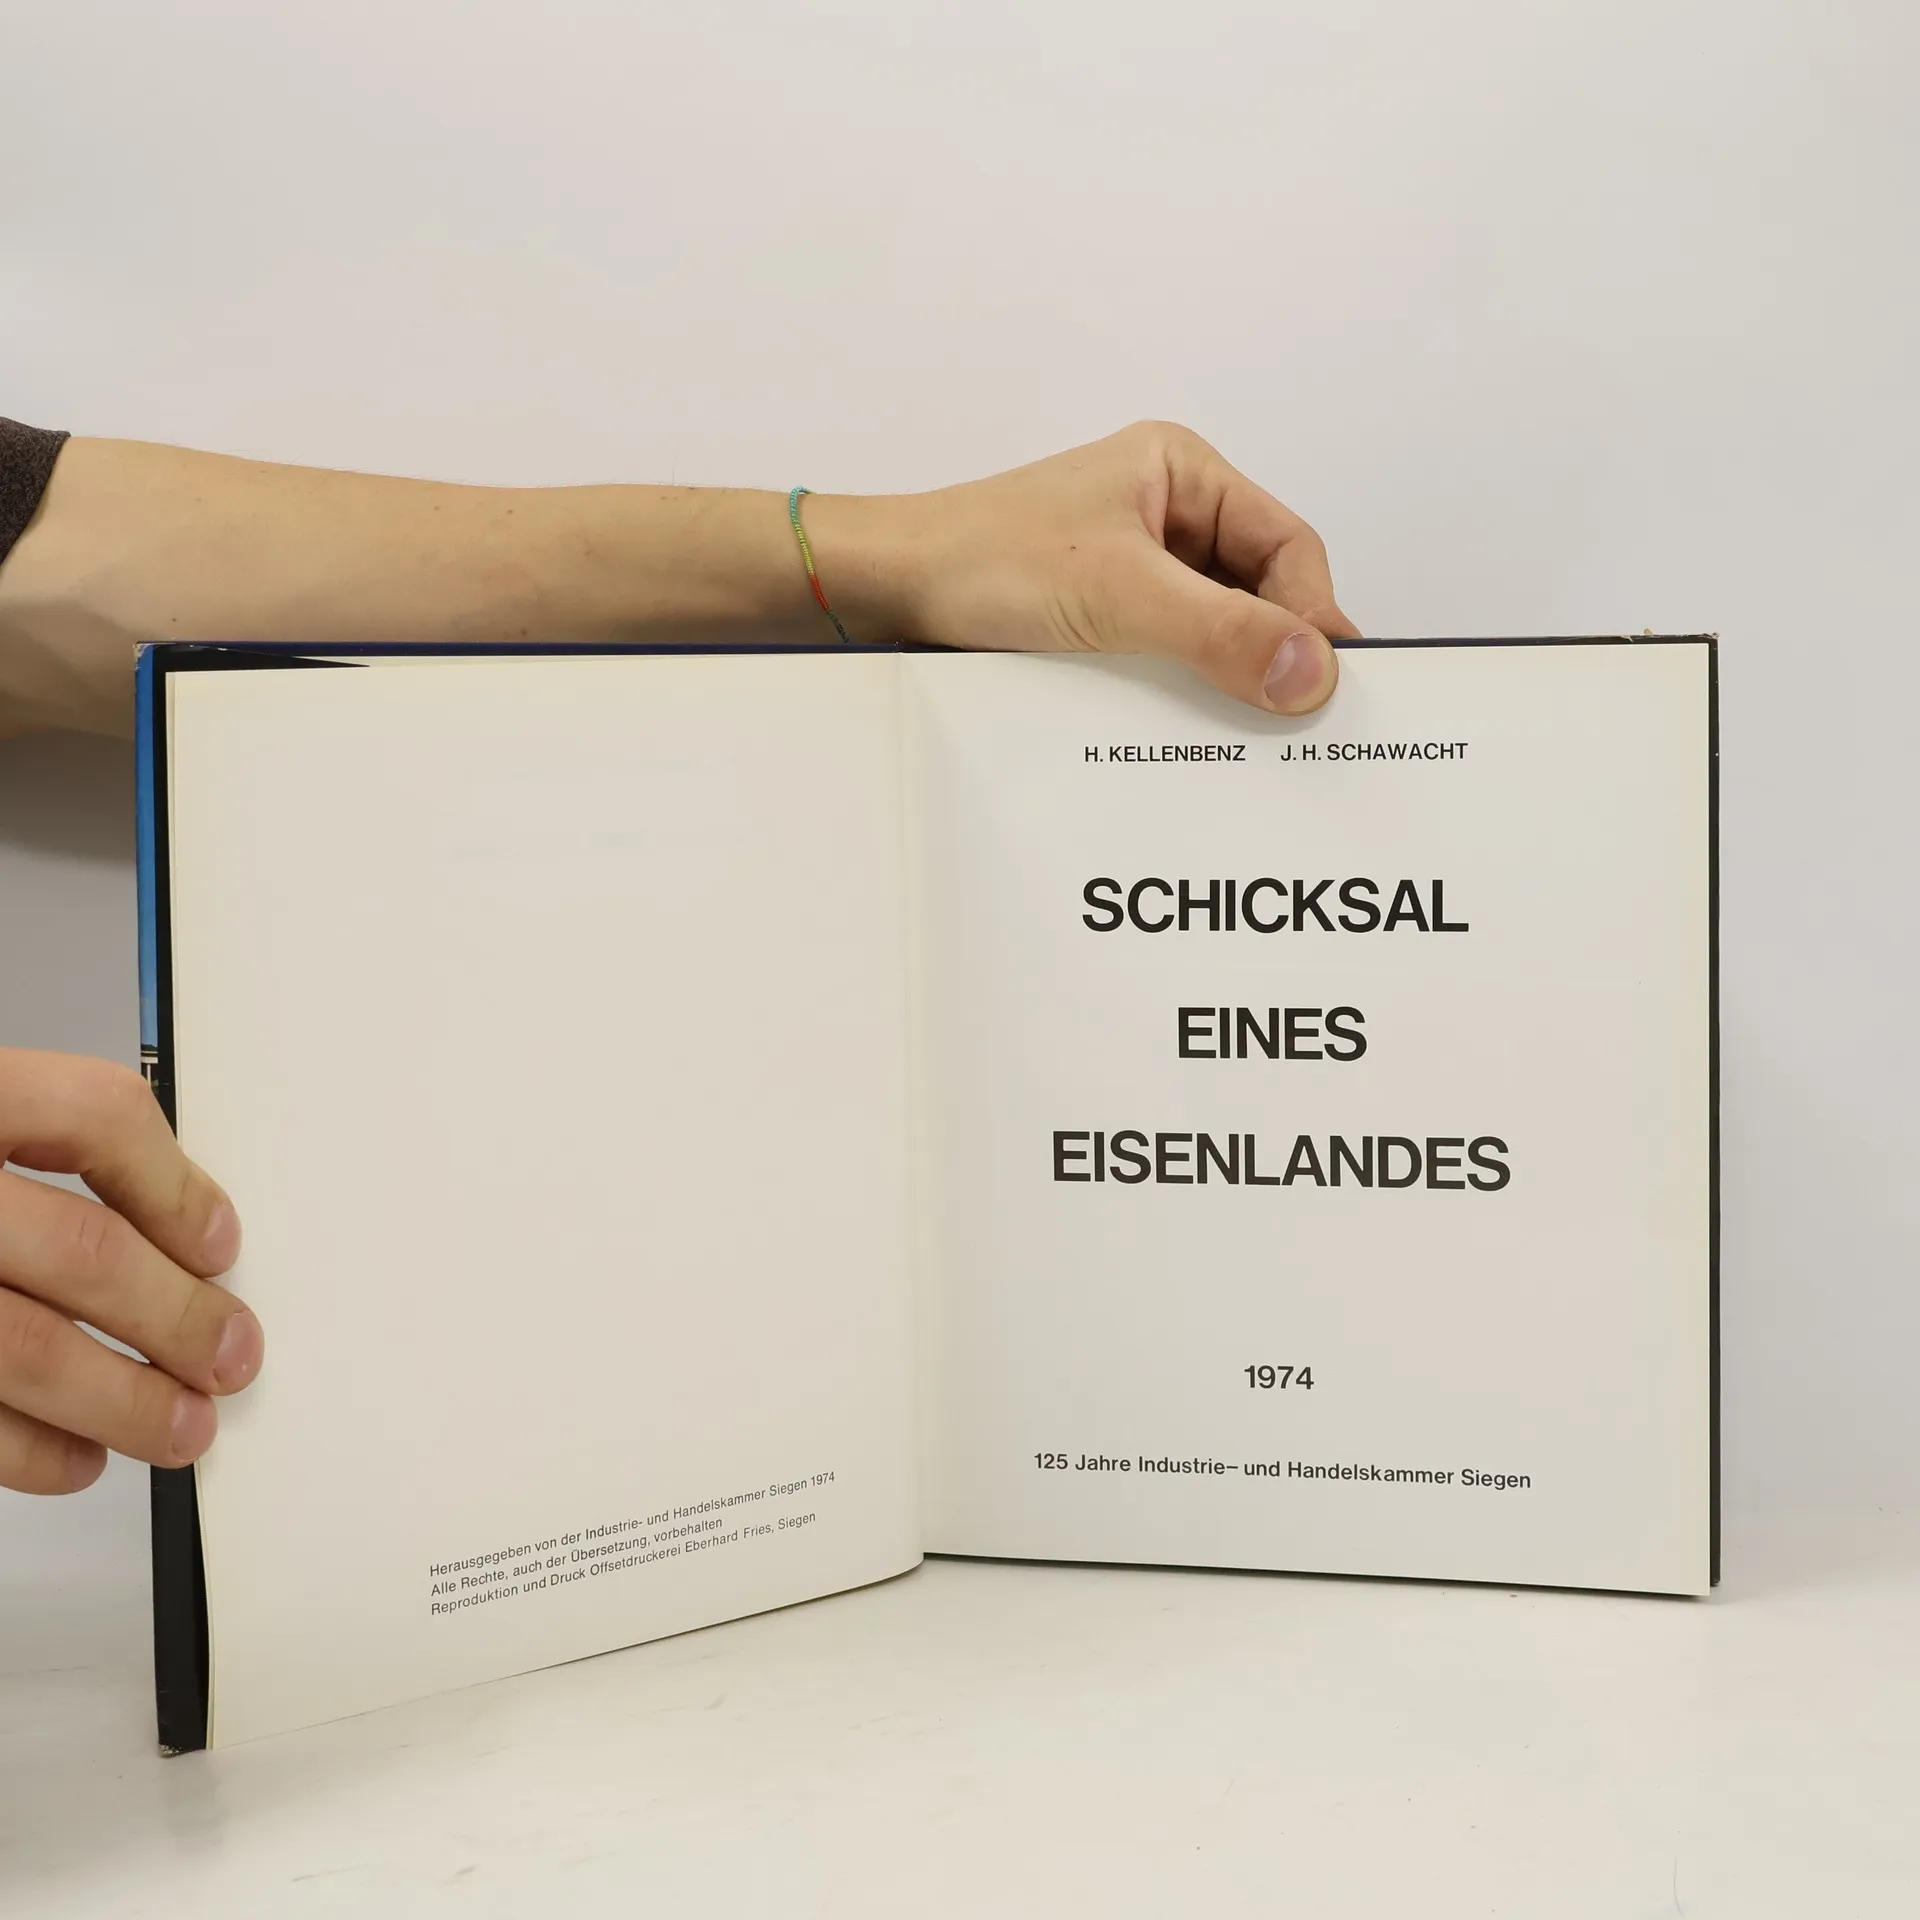 Herausgegeben von der Industrie- und Handelskammer Siegen 1974
Alle Rechte, auch der Übersetzung, vorbehalten
Reproduktion und Druck Offsetdruckerei Eberhard Fries, Siegen
H. KELLENBENZ J. H. SCHAWACHT
SCHICKSAL
EINES
EISENLANDES
1974
125 Jahre Industrie– und Handelskammer Siegen